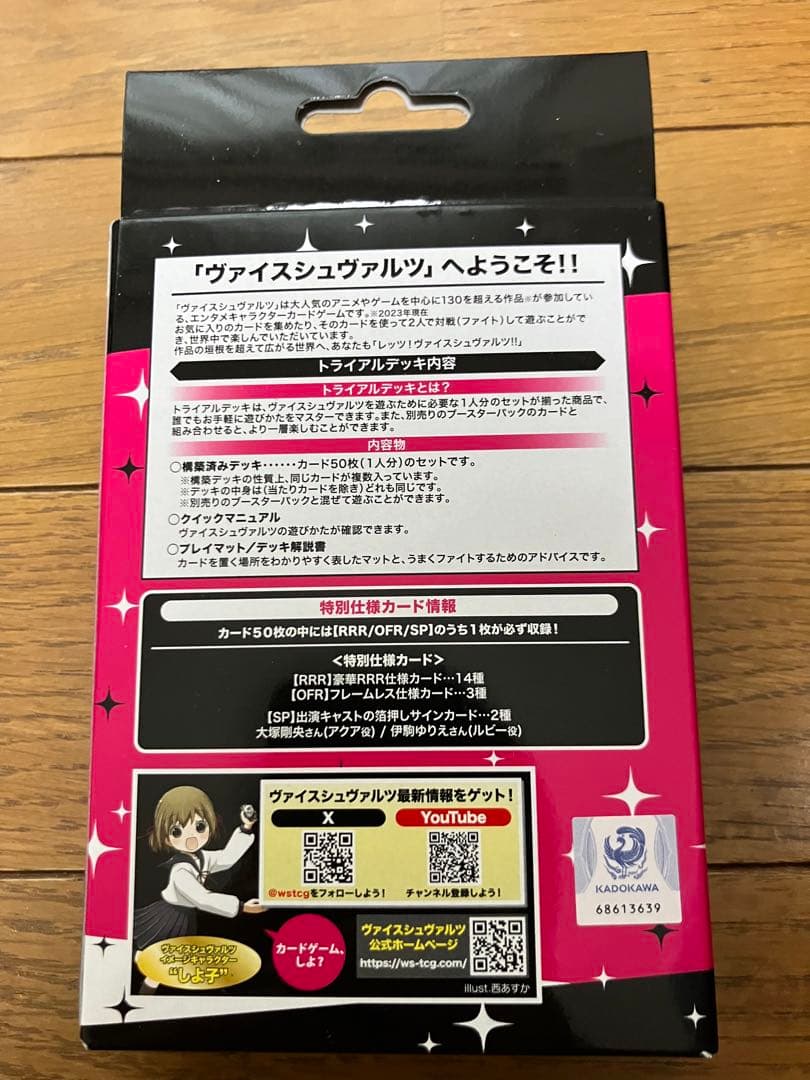 「ヴァイスシュヴァルツ」へようこそ!!
「ヴァイスシュヴァルツ」は大人気のアニメやゲームを中心に130を超える作品※が参加してい
る、エンタメキャラクターカードゲームです。※2023年現在
お気に入りのカードを集めたり、そのカードを使って2人で対戦(ファイト)して遊ぶことがで
き、世界中で楽しんでいただいています。
作品の垣根を超えて広がる世界へ、あなたも「レッツ!ヴァイスシュヴァルツ!!」
トライアルデッキ内容
トライアルデッキとは?
トライアルデッキは、ヴァイスシュヴァルツを遊ぶために必要な1人分のセットが揃った商品で、
誰でもお手軽に遊びかたをマスターできます。また、別売りのブースターパックのカードと
組み合わせると、より一層楽しむことができます。
内容物
○構築済みデッキ‥‥‥カード50枚(1人分)のセットです。
※構築デッキの性質上、同じカードが複数入っています。
※デッキの中身は(当たりカードを除き)どれも同じです。
※別売りのブースターパックと混ぜて遊ぶことができます。
○クイックマニュアル
ヴァイスシュヴァルツの遊びかたが確認できます。
○プレイマット/デッキ解説書
カードを置く場所をわかりやすく表したマットと、うまくファイトするためのアドバイスです。
特別仕様カード情報
カード50枚の中には【RRR/OFR/SP】のうち1枚が必ず収録!
<特別仕様カード>
【RRR】豪華RRR仕様カード…14種
【OFR】フレームレス仕様カード…3種
【SP】出演キャストの箔押しサインカード…2種
大塚剛央さん(アクア役) / 伊駒ゆりえさん(ルビー役)
ヴァイスシュヴァルツ最新情報をゲット!
X
YouTube
@wstcgをフォローしよう!
チャンネル登録しよう!
KADOKAWA
68613639
ヴァイスシュヴァルツ
イメージキャラクター
"しよ子"
カードゲーム、
しよ?
ヴァイスシュヴァルツ
公式ホームページ
https://ws-tcg.com/
illust.西あすか